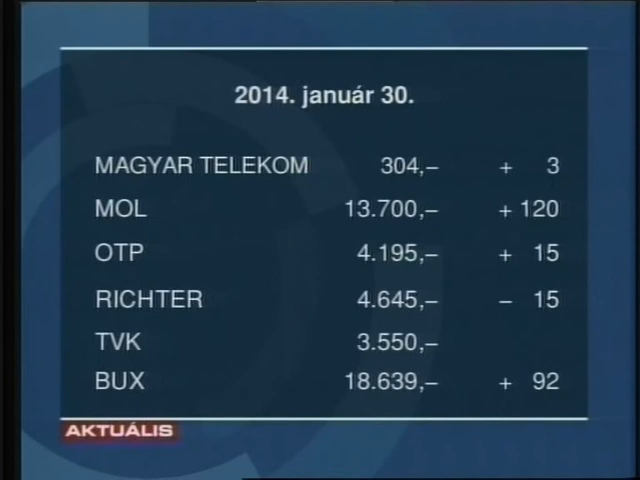 2014. január 30.
MAGYAR TELEKOM 304,– + 3
MOL 13.700,– + 120
OTP 4.195,– + 15
RICHTER 4.645,– – 15
TVK 3.550,–
BUX 18.639,– + 92
AKTUÁLIS